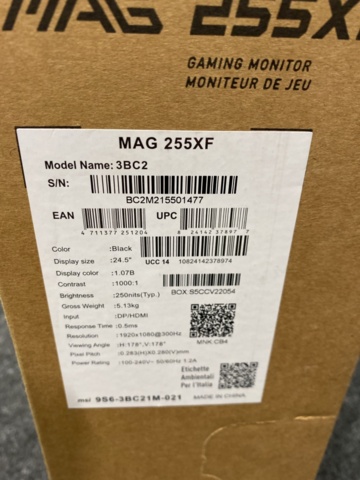 MAG 255XF
GAMING MONITOR
MONITEUR DE JEU
MAG 255XF
Model Name: 3BC2
S/N:
BC2M215501477
EAN
UPC
4 711377 251204
8 24142 37897 7
Color :Black
Display size :24.5"
UCC 14 10824142378974
Display color :1.07B
Contrast :1000:1
Brightness :250nits(Typ.)
BOX S5CCV22054
Gross Weight :5.13kg
Input :DP/HDMI
Response Time :0.5ms
Resolution :1920x1080@300Hz
MNK:CB4
Viewing Angle :H:178°,V:178°
Pixel Pitch :0.283(H)X0.280(V)mm
Power Rating :100-240V~ 50/60Hz 1.2A
Etichette
Ambientali
Per l'Italia
msi 9S6-3BC21M-021
MADE IN CHINA